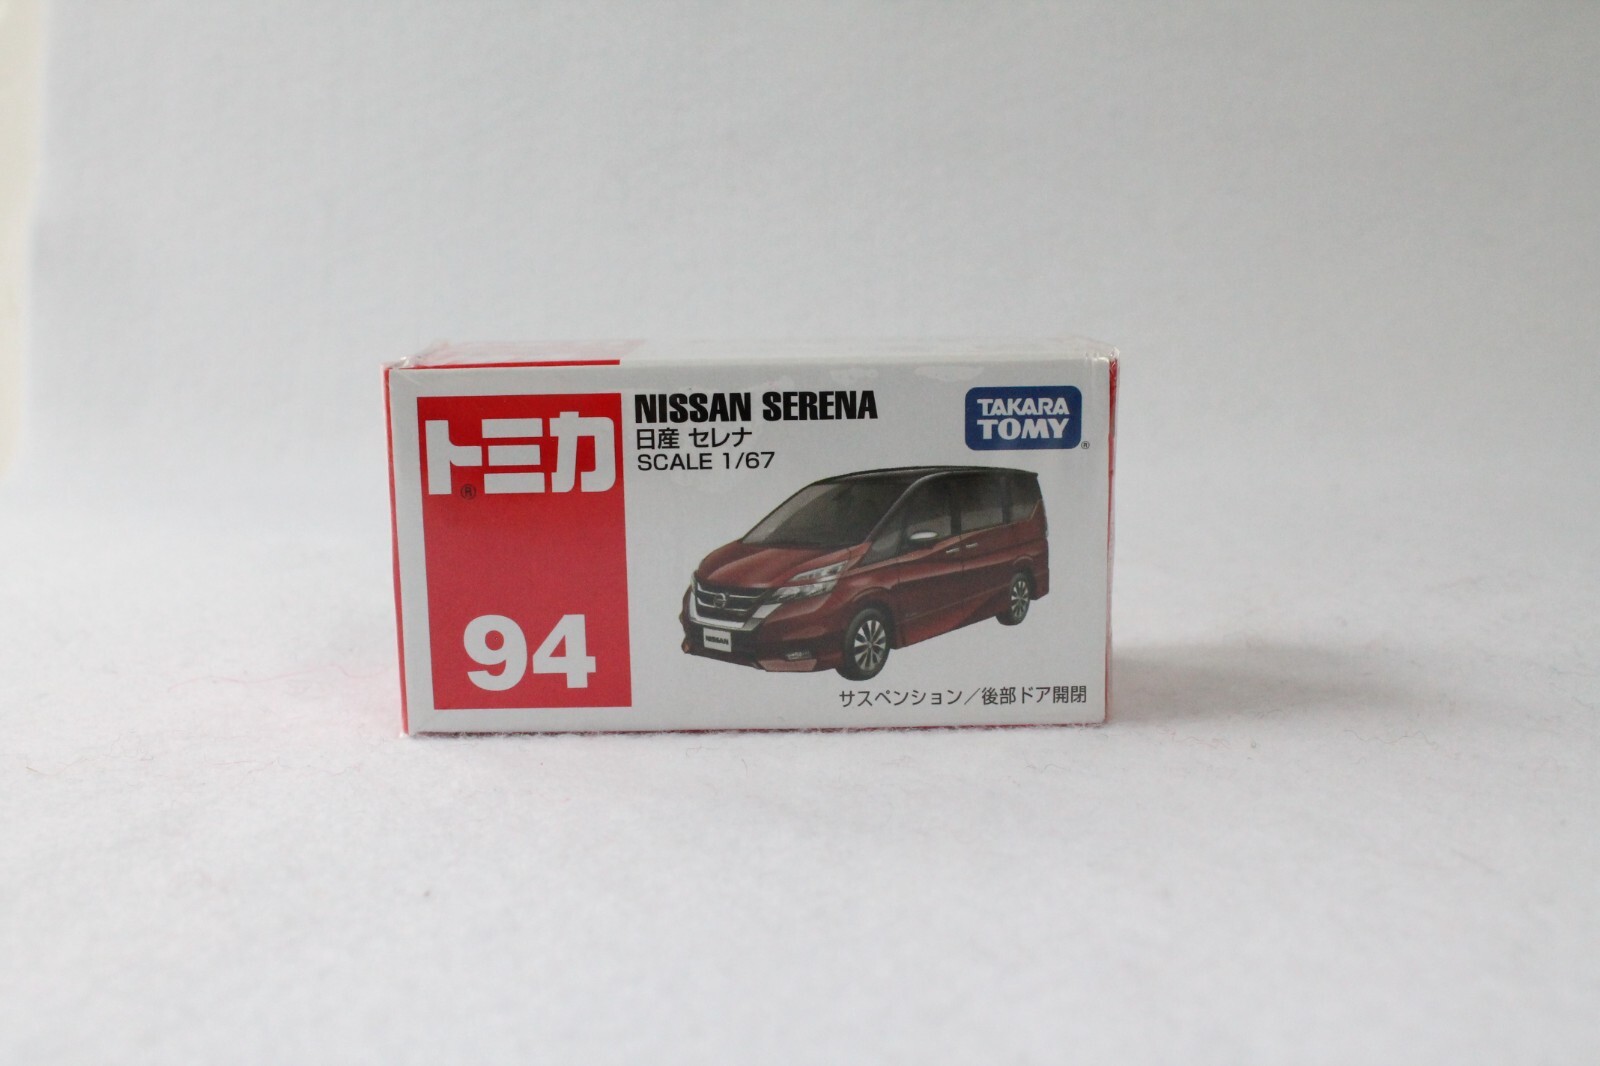 トミカ
®
94
NISSAN SERENA
日産 セレナ
SCALE 1/67
TAKARA
TOMY
®
NISSAN
サスペンション／後部ドア開閉